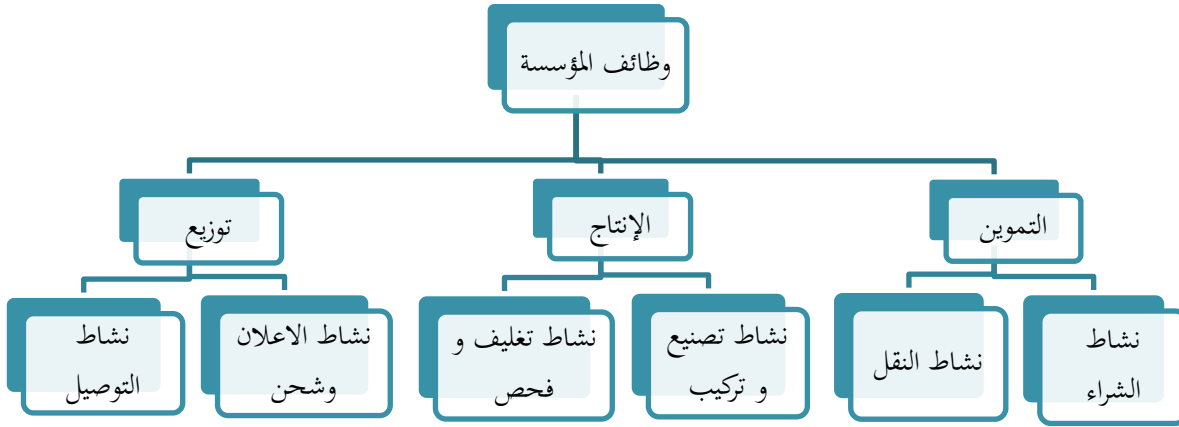 وظائف المؤسسة
التموين
الإنتاج
توزيع
نشاط
الشراء
نشاط النقل
نشاط تصنيع
و تركيب
نشاط تغليف و
فحص
نشاط الاعلان
وشحن
نشاط
التوصيل